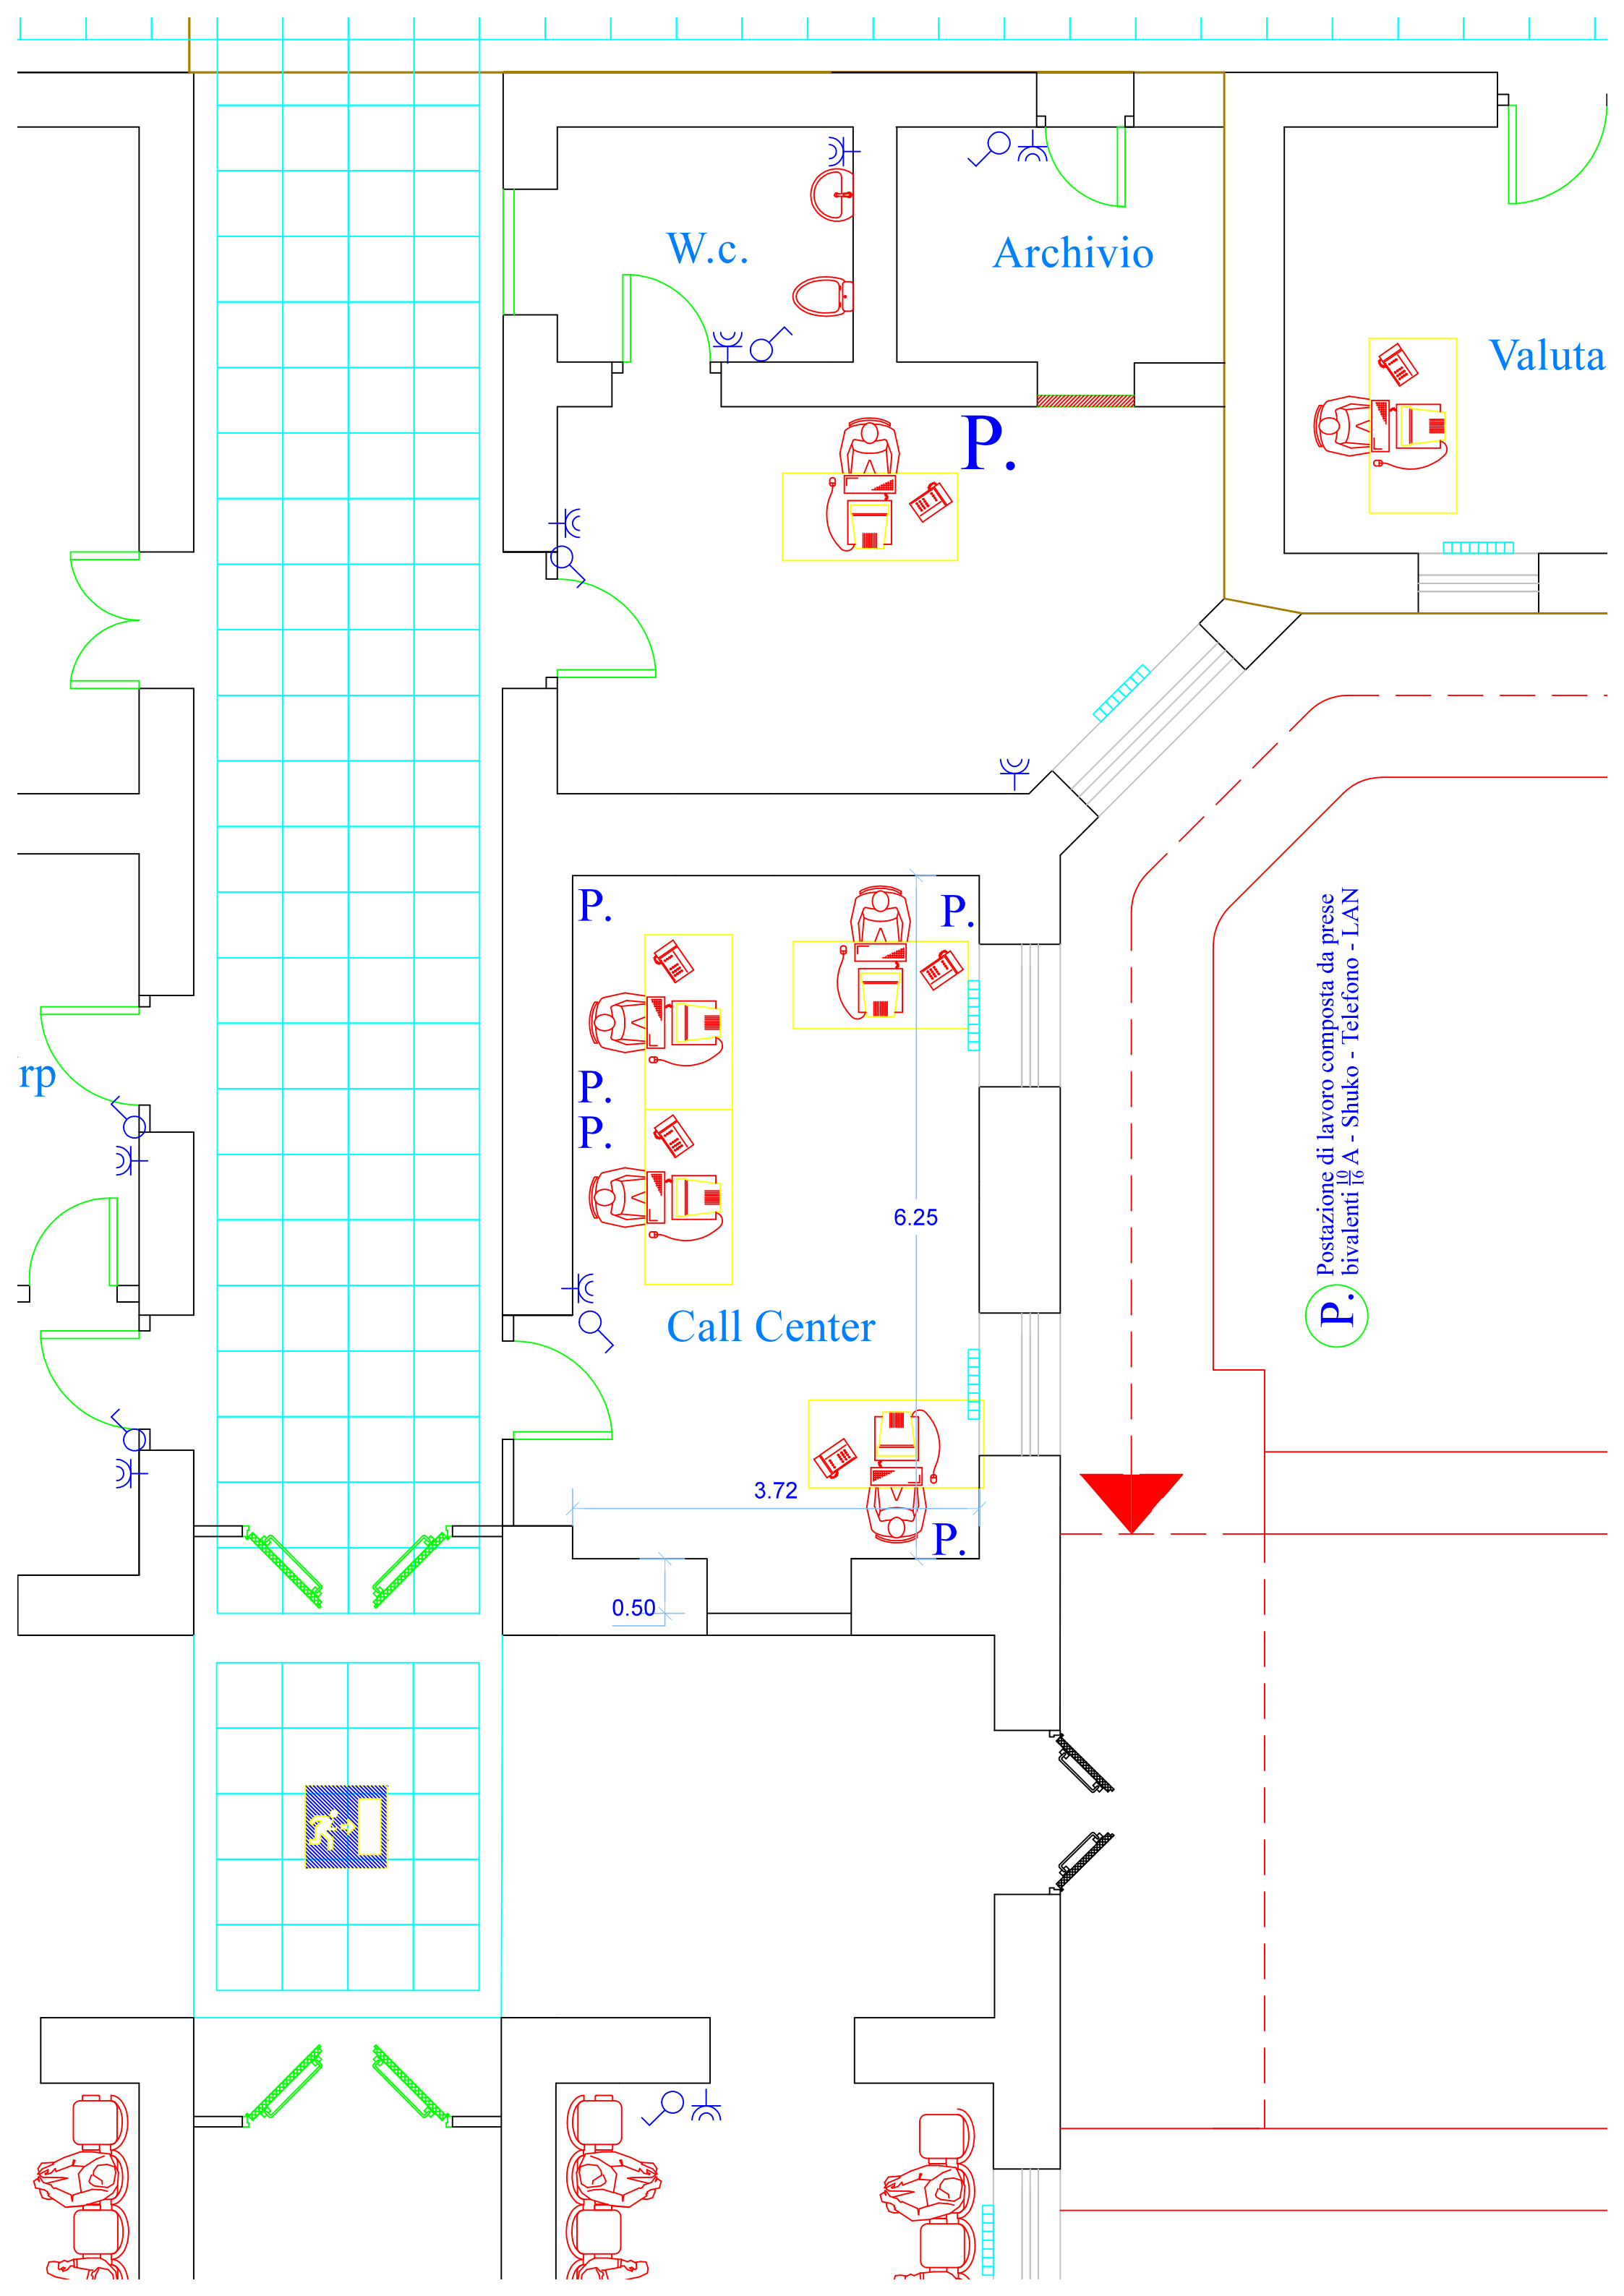 W.c.
Archivio
Valuta
P.
P.
P.
rp
P.
P.
6.25
Call Center
3.72
P.
0.50
Postazione di lavoro composta da prese
bivalenti 10/16 A - Shuko - Telefono - LAN
P.